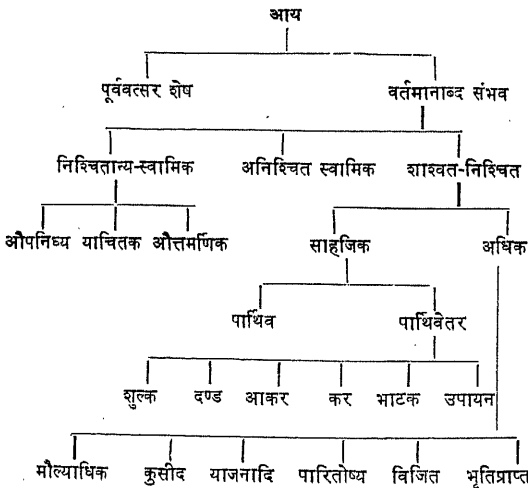 आय
पूर्ववत्सर शेष वर्तमानाब्द संभव
निश्चितान्य-स्वामिक अनिश्चित स्वामिक शाश्वत-निश्चित
औपनिध्य याचितक औत्तमर्णिक साहजिक अधिक
पार्थिव पार्थिवेतर
शुल्क दण्ड आकर कर भाटक उपायन
मौल्याधिक कुसीद याजनादि पारितोष्य विजित भृतिप्राप्त